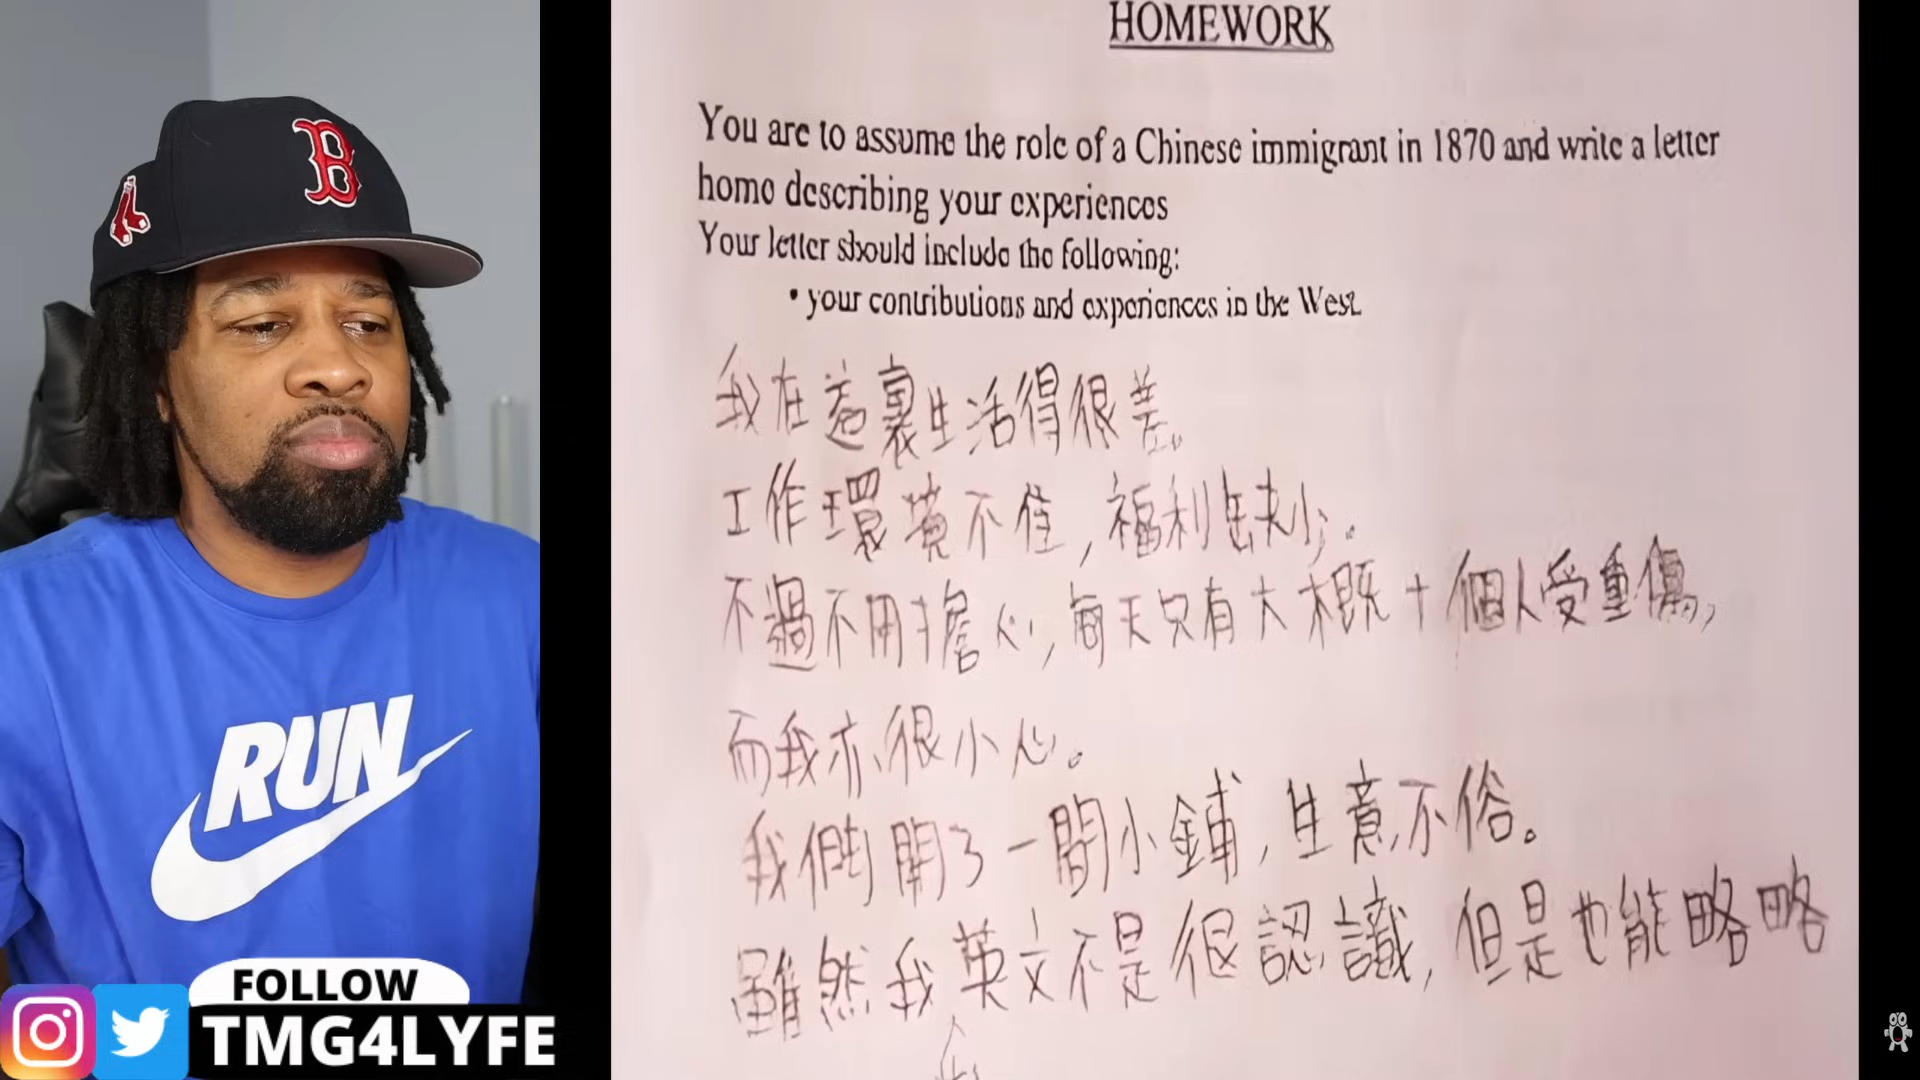 HOMEWORK
You are to assume the role of a Chinese immigrant in 1870 and write a letter
home describing your experiences
Your letter should include the following:
• your contributions and experiences in the West.
我在這裏生活得很差。
工作環境不佳，福利缺少。
不過不用擔心，每天只有大概十個人受重傷，
而我亦很小心。
我們開了一間小鋪，生意不俗。
雖然我英文不是很認識，但是也能略略
B
RUN
FOLLOW
TMG4LYFE